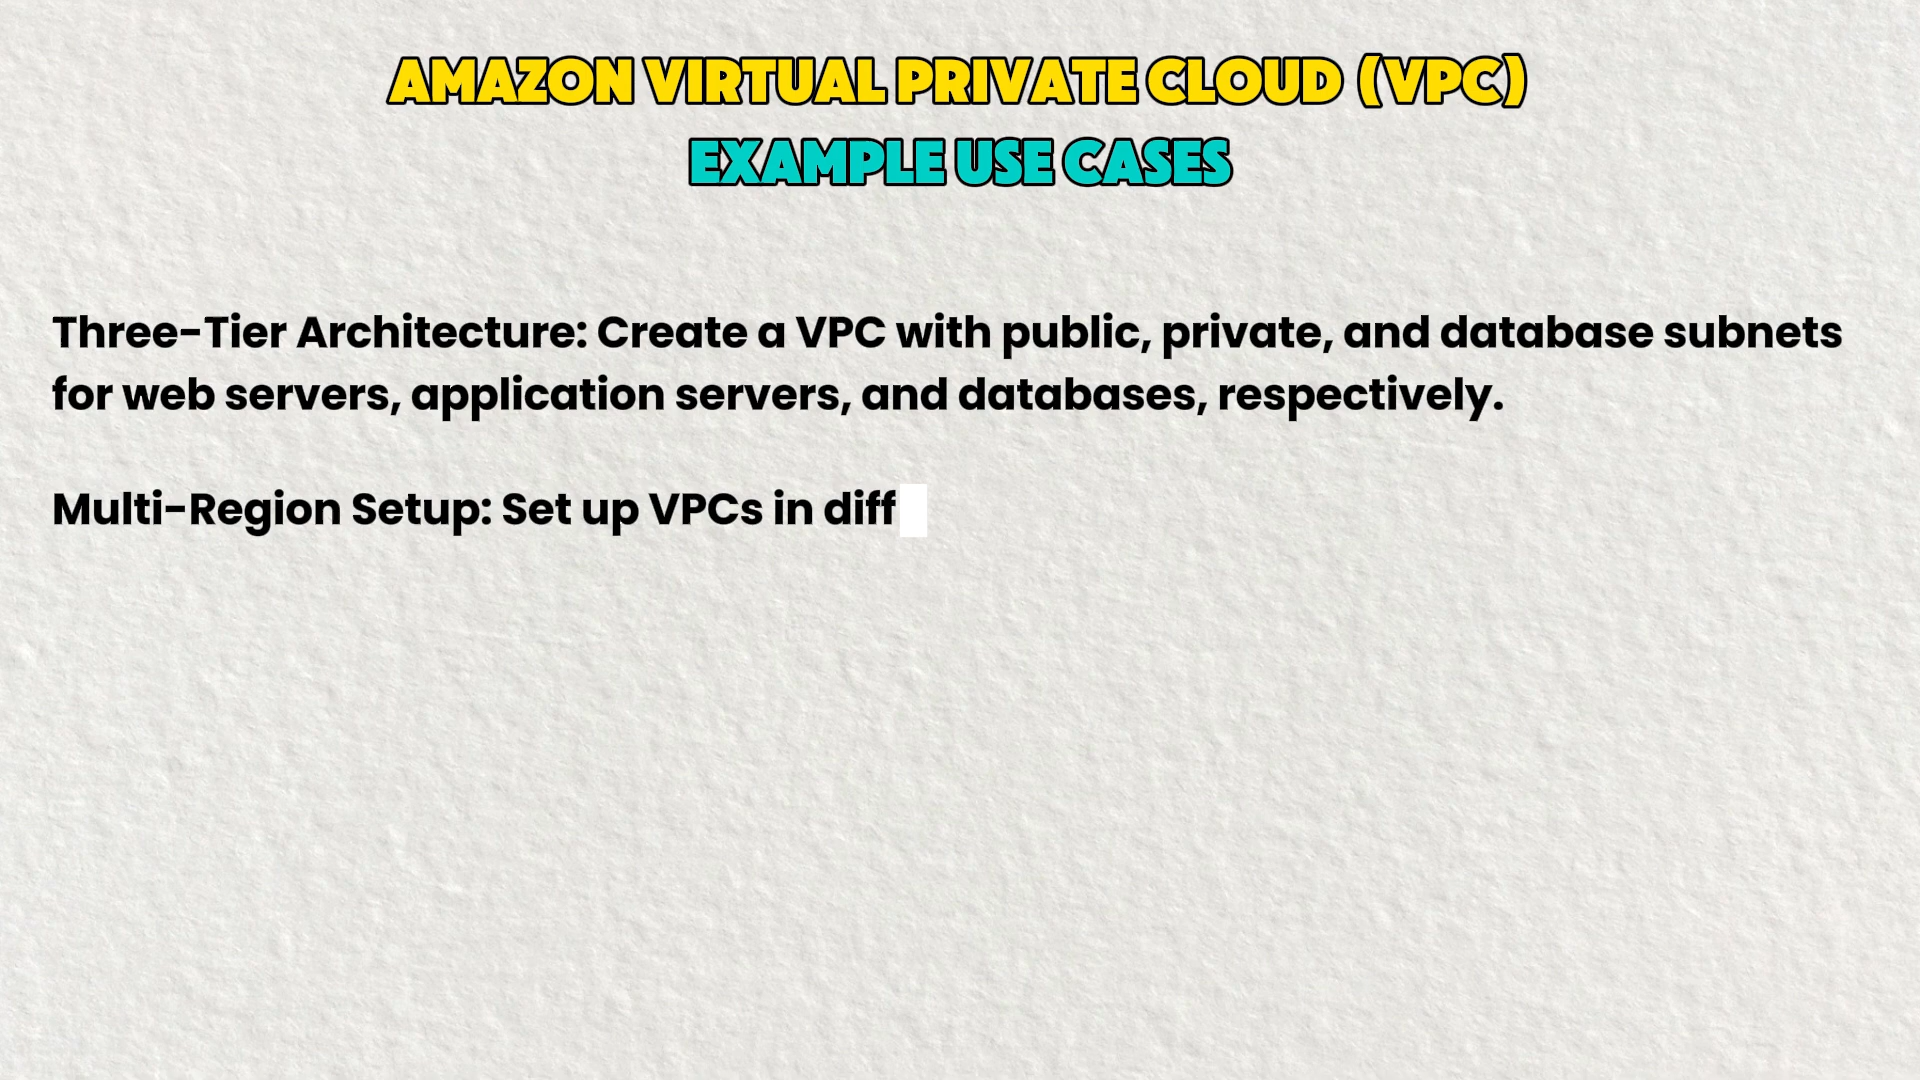 AMAZON VIRTUAL PRIVATE CLOUD (VPC)
EXAMPLE USE CASES
Three-Tier Architecture: Create a VPC with public, private, and database subnets
for web servers, application servers, and databases, respectively.
Multi-Region Setup: Set up VPCs in diff